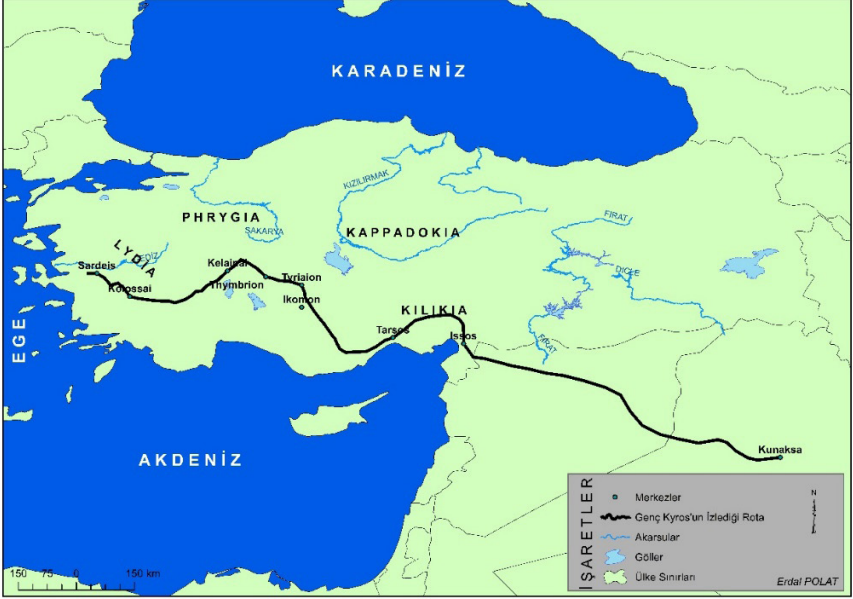 KARADENİZ
KIZILIRMAK
PHRYGIA
SAKARYA
KAPPADOKIA
FIRAT
LYDIA
GEDİZ
Sardeis
Kelainai
DİCLE
Kolossai
Thymbrion
Tyriaion
Ikonion
KILIKIA
Tarsos
Issos
FIRAT
EGE
AKDENİZ
Kunaksa
İŞARETLER
Merkezler
Genç Kyros'un İzlediği Rota
Akarsular
Göller
Ülke Sınırları
N
Erdal POLAT
150 75 0 150 km